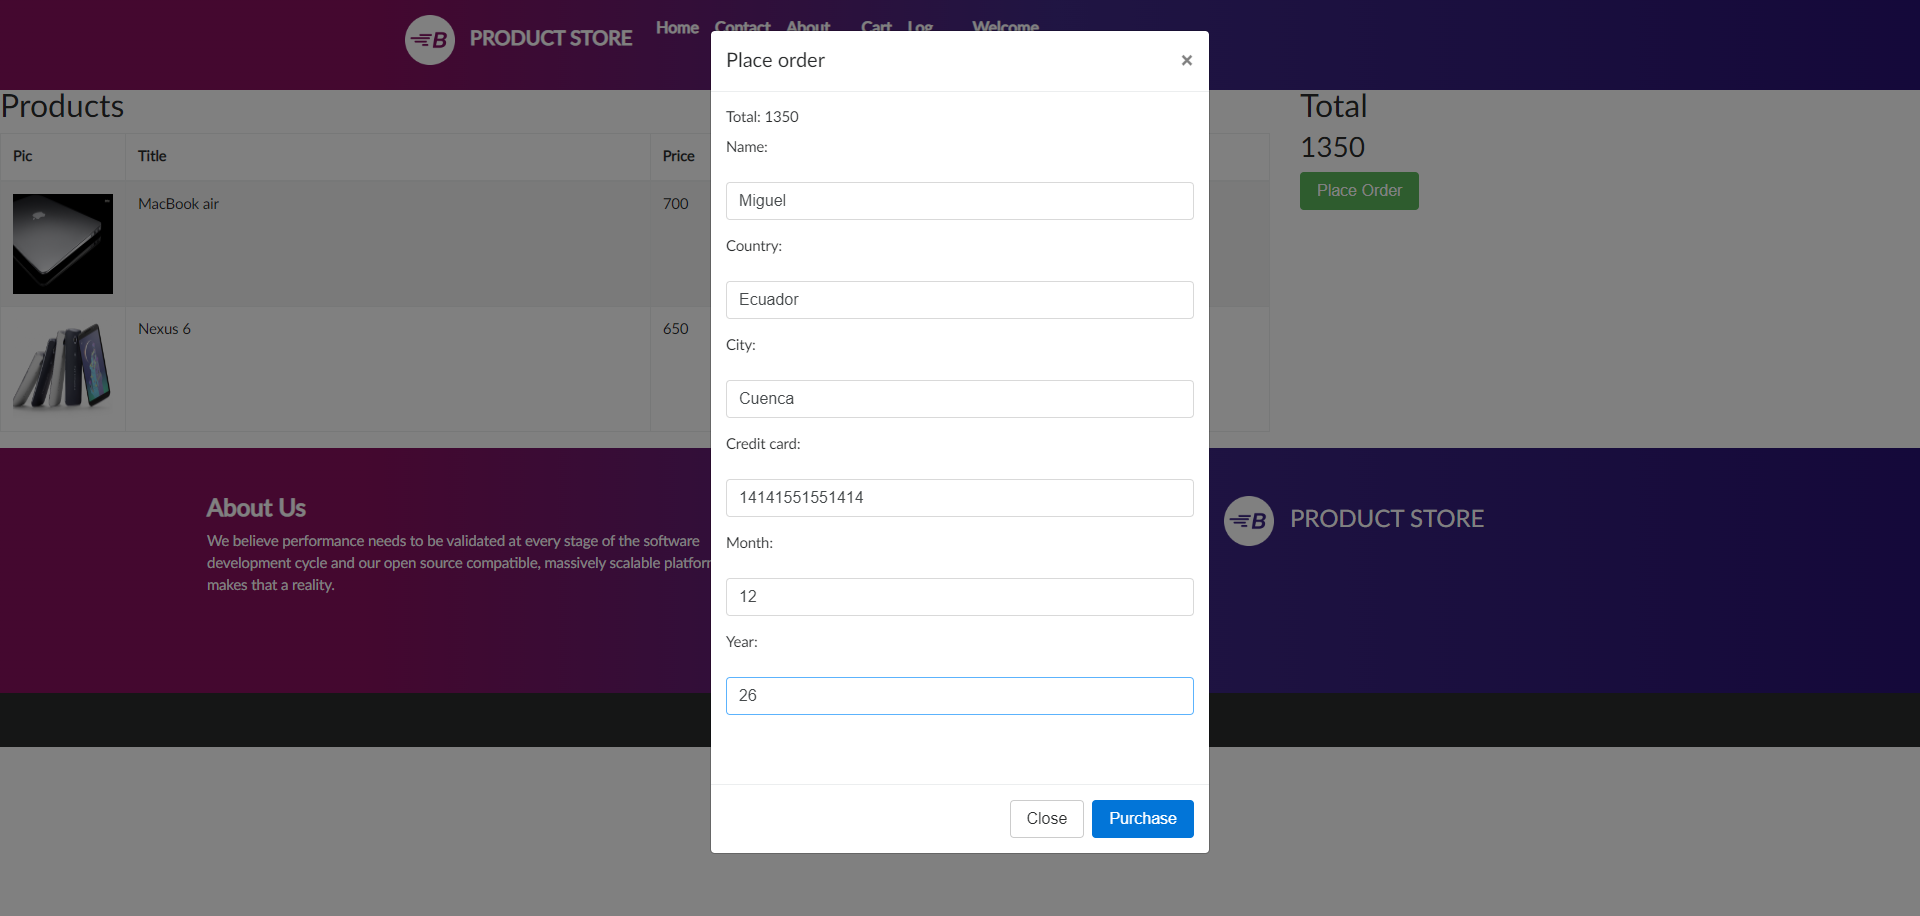 B PRODUCT STORE
Home Contact About Cart Log Welcome
Place order ×
Products
Pic Title Price
MacBook air 700
Nexus 6 650
Total: 1350
Name:
Miguel
Country:
Ecuador
City:
Cuenca
Credit card:
14141551551414
Month:
12
Year:
26
Close Purchase
Total
1350
Place Order
About Us
We believe performance needs to be validated at every stage of the software
development cycle and our open source compatible, massively scalable platfor
makes that a reality.
B PRODUCT STORE